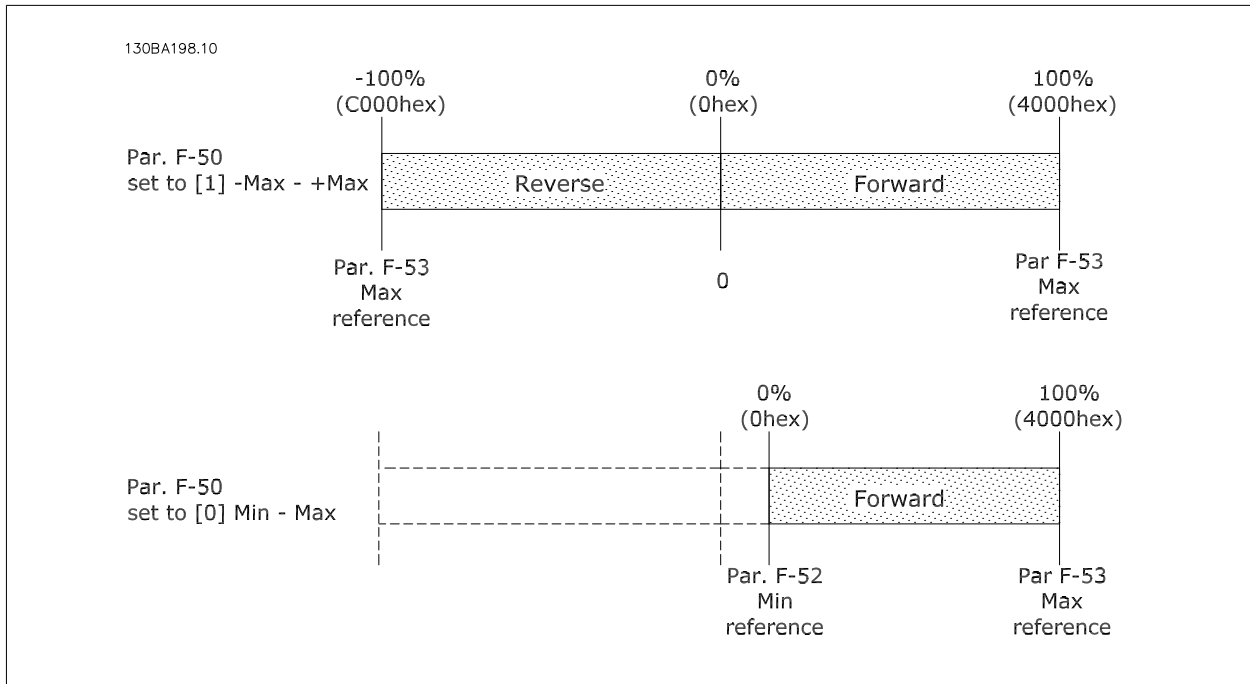 130BA198.10
-100%
(C000hex)
0%
(0hex)
100%
(4000hex)
Par. F-50
set to [1] -Max - +Max
Reverse
Forward
Par. F-53
Max
reference
0
Par F-53
Max
reference
0%
(0hex)
100%
(4000hex)
Par. F-50
set to [0] Min - Max
Forward
Par. F-52
Min
reference
Par F-53
Max
reference